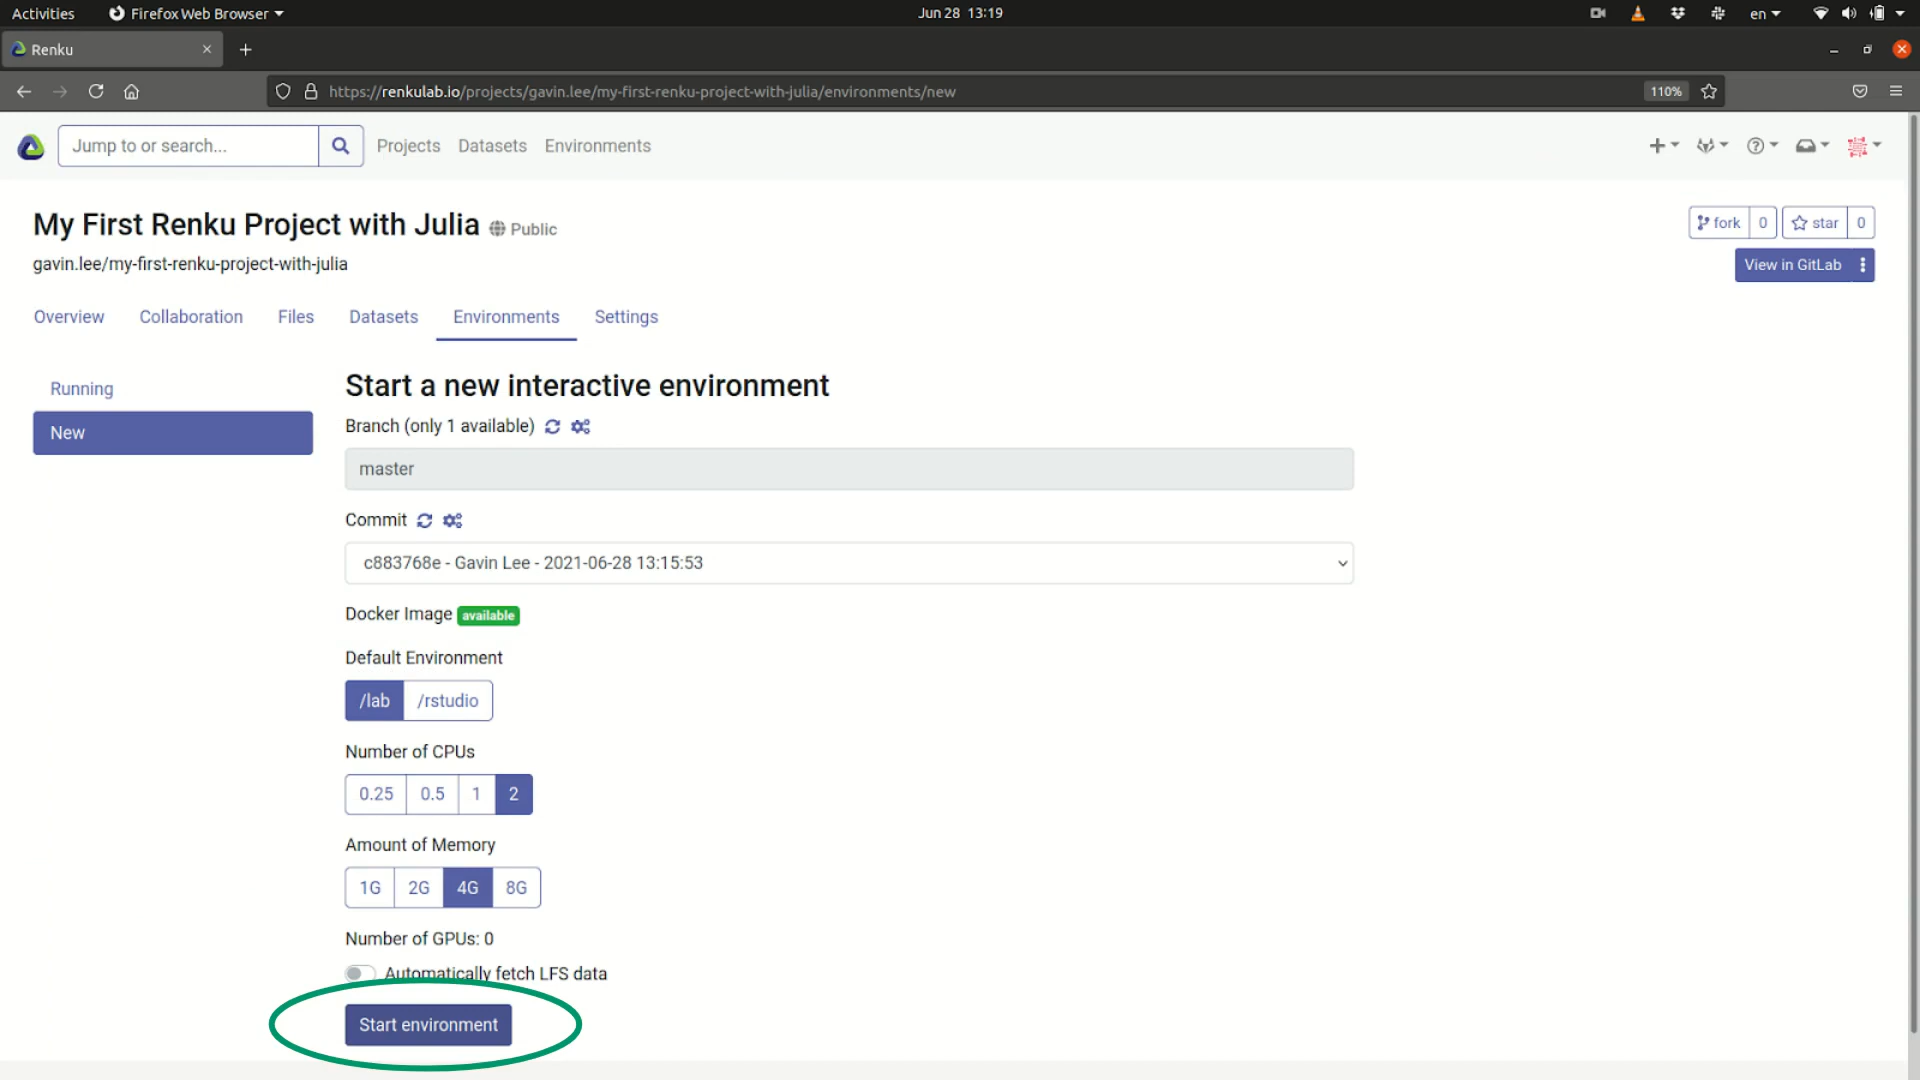 Activities Firefox Web Browser Jun 28 13:19 en
Renku
https://renkulab.io/projects/gavin.lee/my-first-renku-project-with-julia/environments/new 110%
Jump to or search... Projects Datasets Environments
My First Renku Project with Julia Public
fork 0 star 0
gavin.lee/my-first-renku-project-with-julia
View in GitLab
Overview Collaboration Files Datasets Environments Settings
Running
New
Start a new interactive environment
Branch (only 1 available)
master
Commit
c883768e - Gavin Lee - 2021-06-28 13:15:53
Docker Image available
Default Environment
/lab /rstudio
Number of CPUs
0.25 0.5 1 2
Amount of Memory
1G 2G 4G 8G
Number of GPUs: 0
Automatically fetch LFS data
Start environment